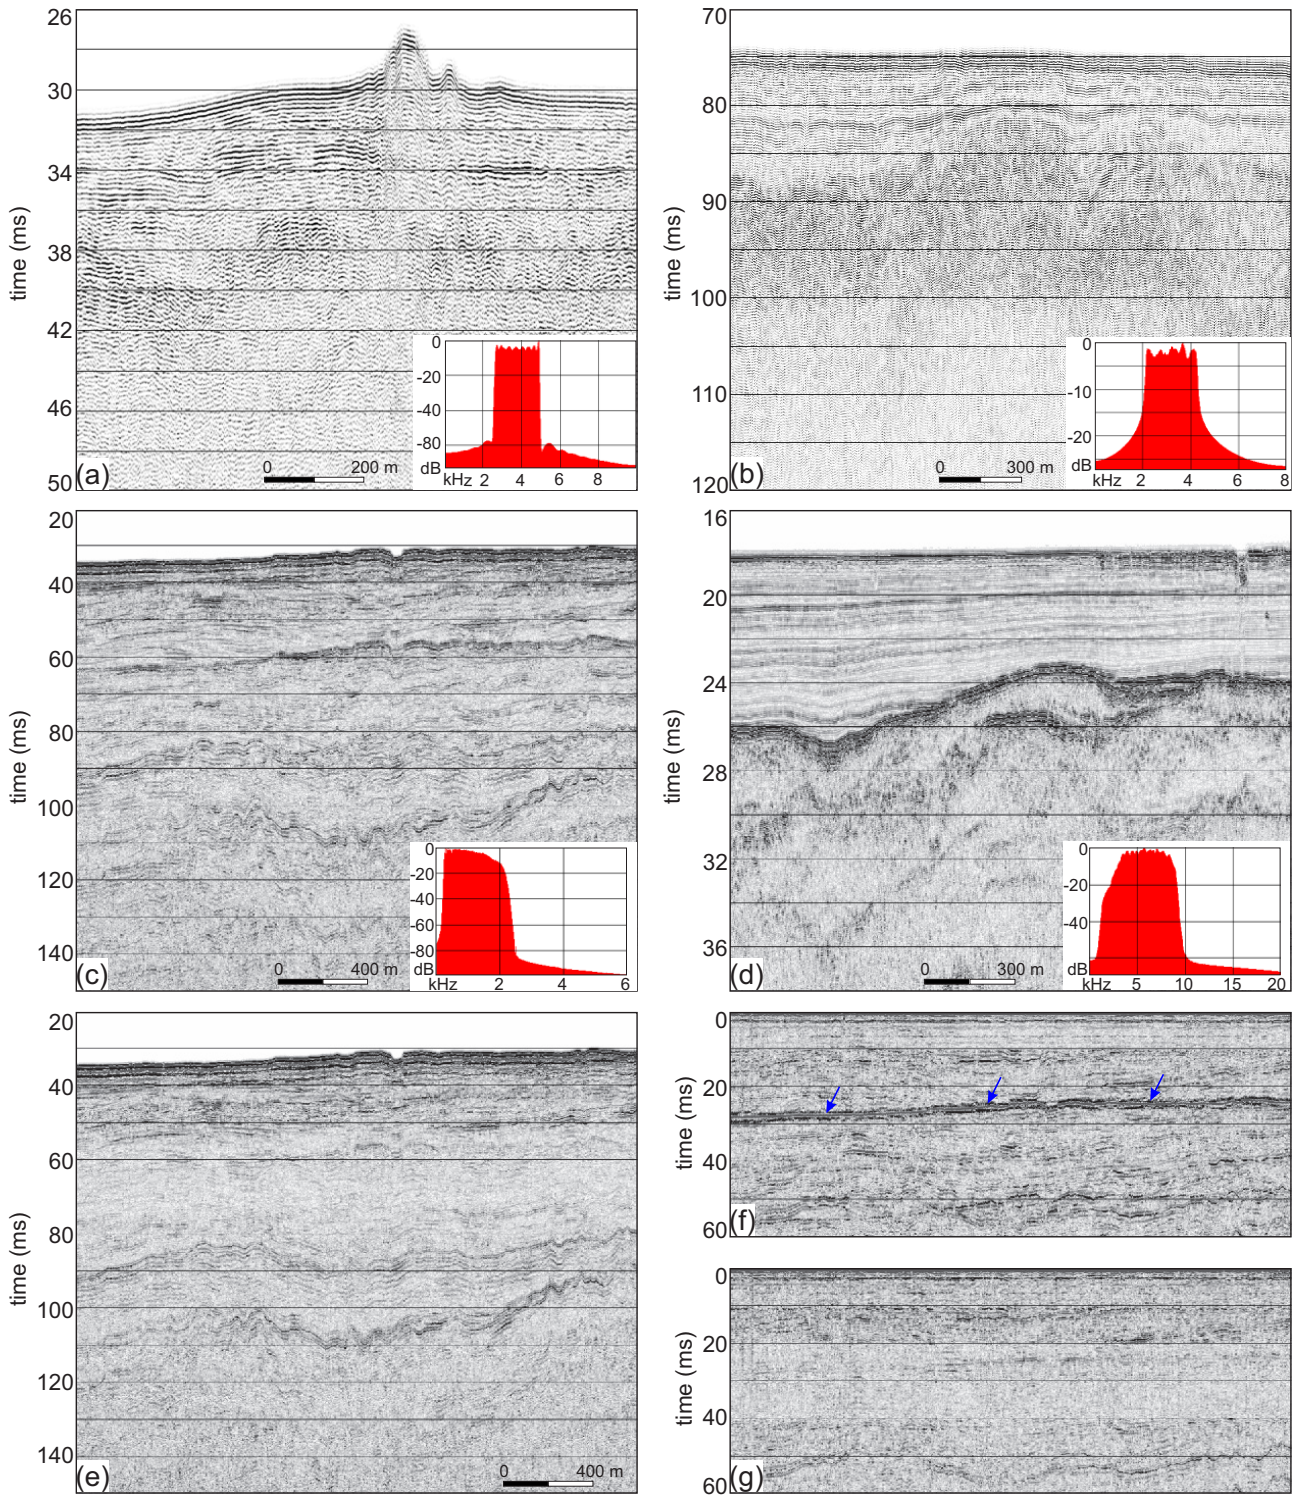 26
28
30
34
38
42
46
50
time (ms)
(a)
0 200 m
0
-20
-40
-80
dB
kHz 2 4 6 8
70
80
90
100
110
120
time (ms)
(b)
0 300 m
0
-10
-20
dB
kHz 2 4 6 8
20
40
60
80
100
120
140
time (ms)
(c)
0 400 m
0
-20
-40
-60
-80
dB
kHz 2 4 6
16
20
24
28
32
36
time (ms)
(d)
0 300 m
0
-20
-40
dB
kHz 5 10 15 20
20
40
60
80
100
120
140
time (ms)
(e)
0 400 m
0
20
40
60
time (ms)
(f)
0
20
40
60
time (ms)
(g)